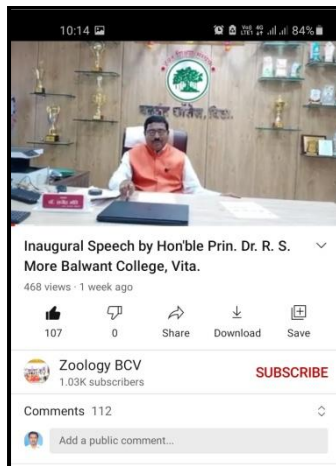 10:14
84%
बलवंत कॉलेज, विटा.
Inaugural Speech by Hon'ble Prin. Dr. R. S.
More Balwant College, Vita.
468 views · 1 week ago
107
0
Share
Download
Save
Zoology BCV
1.03K subscribers
SUBSCRIBE
Comments 112
Add a public comment...